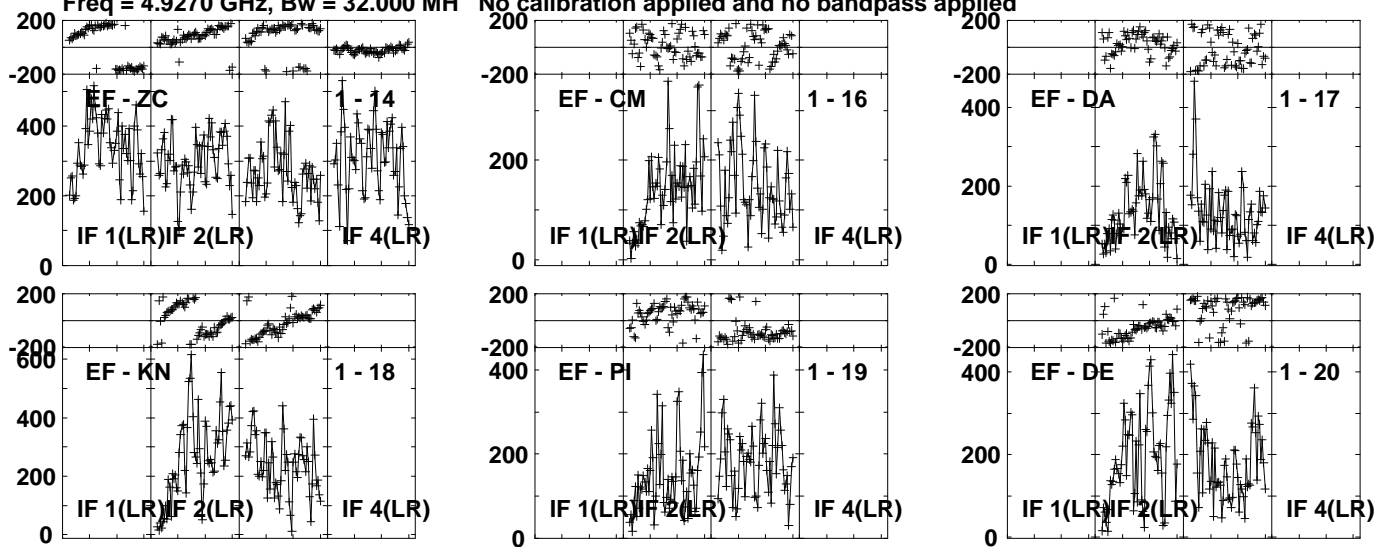 Freq = 4.9270 GHz, Bw = 32.000 MH No calibration applied and no bandpass applied
200
-200
EF - ZC 1 - 14
400
200
0
IF 1(LR) IF 2(LR) IF 4(LR)
200
-200
EF - CM 1 - 16
200
0
IF 1(LR) IF 2(LR) IF 4(LR)
200
-200
EF - DA 1 - 17
400
200
0
IF 1(LR) IF 2(LR) IF 4(LR)
200
-200
600
EF - KN 1 - 18
400
200
0
IF 1(LR) IF 2(LR) IF 4(LR)
200
-200
400
EF - PI 1 - 19
200
0
IF 1(LR) IF 2(LR) IF 4(LR)
200
-200
400
EF - DE 1 - 20
200
0
IF 1(LR) IF 2(LR) IF 4(LR)